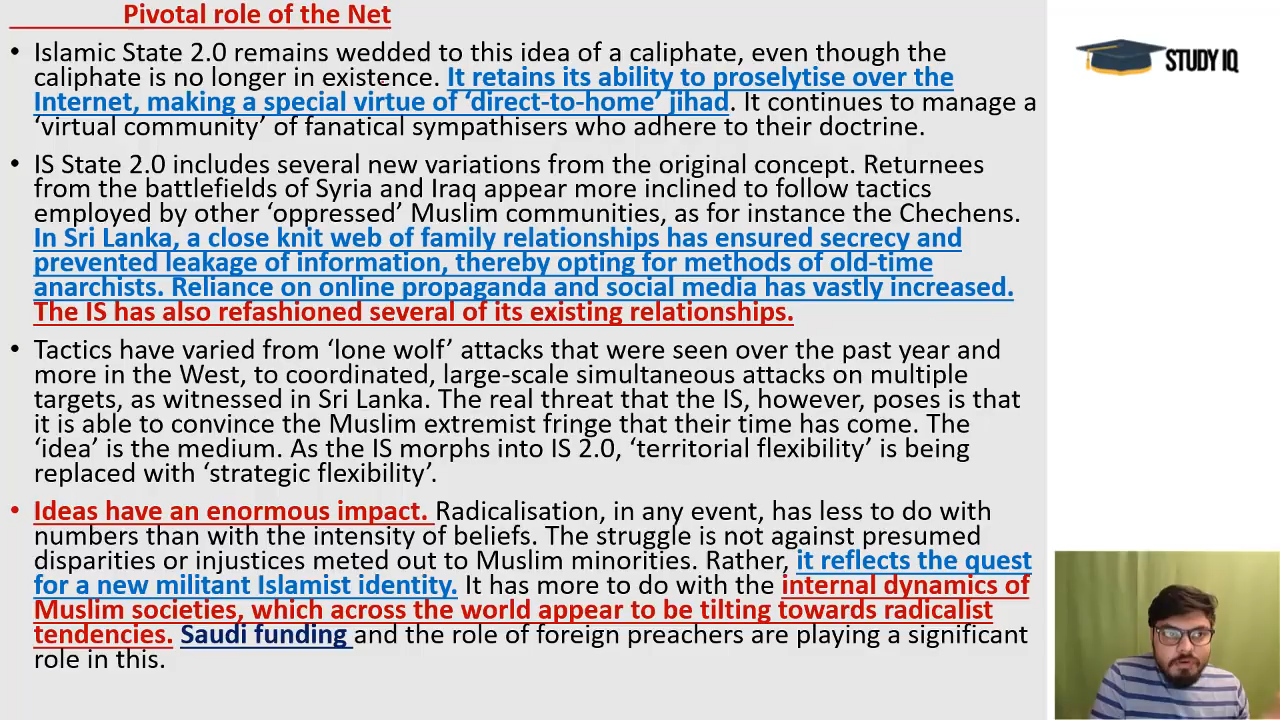 Pivotal role of the Net
• Islamic State 2.0 remains wedded to this idea of a caliphate, even though the
caliphate is no longer in existence. It retains its ability to proselytise over the
Internet, making a special virtue of ‘direct-to-home’ jihad. It continues to manage a
‘virtual community’ of fanatical sympathisers who adhere to their doctrine.
• IS State 2.0 includes several new variations from the original concept. Returnees
from the battlefields of Syria and Iraq appear more inclined to follow tactics
employed by other ‘oppressed’ Muslim communities, as for instance the Chechens.
In Sri Lanka, a close knit web of family relationships has ensured secrecy and
prevented leakage of information, thereby opting for methods of old-time
anarchists. Reliance on online propaganda and social media has vastly increased.
The IS has also refashioned several of its existing relationships.
• Tactics have varied from ‘lone wolf’ attacks that were seen over the past year and
more in the West, to coordinated, large-scale simultaneous attacks on multiple
targets, as witnessed in Sri Lanka. The real threat that the IS, however, poses is that
it is able to convince the Muslim extremist fringe that their time has come. The
‘idea’ is the medium. As the IS morphs into IS 2.0, ‘territorial flexibility’ is being
replaced with ‘strategic flexibility’.
• Ideas have an enormous impact. Radicalisation, in any event, has less to do with
numbers than with the intensity of beliefs. The struggle is not against presumed
disparities or injustices meted out to Muslim minorities. Rather, it reflects the quest
for a new militant Islamist identity. It has more to do with the internal dynamics of
Muslim societies, which across the world appear to be tilting towards radicalist
tendencies. Saudi funding and the role of foreign preachers are playing a significant
role in this.
STUDY IQ